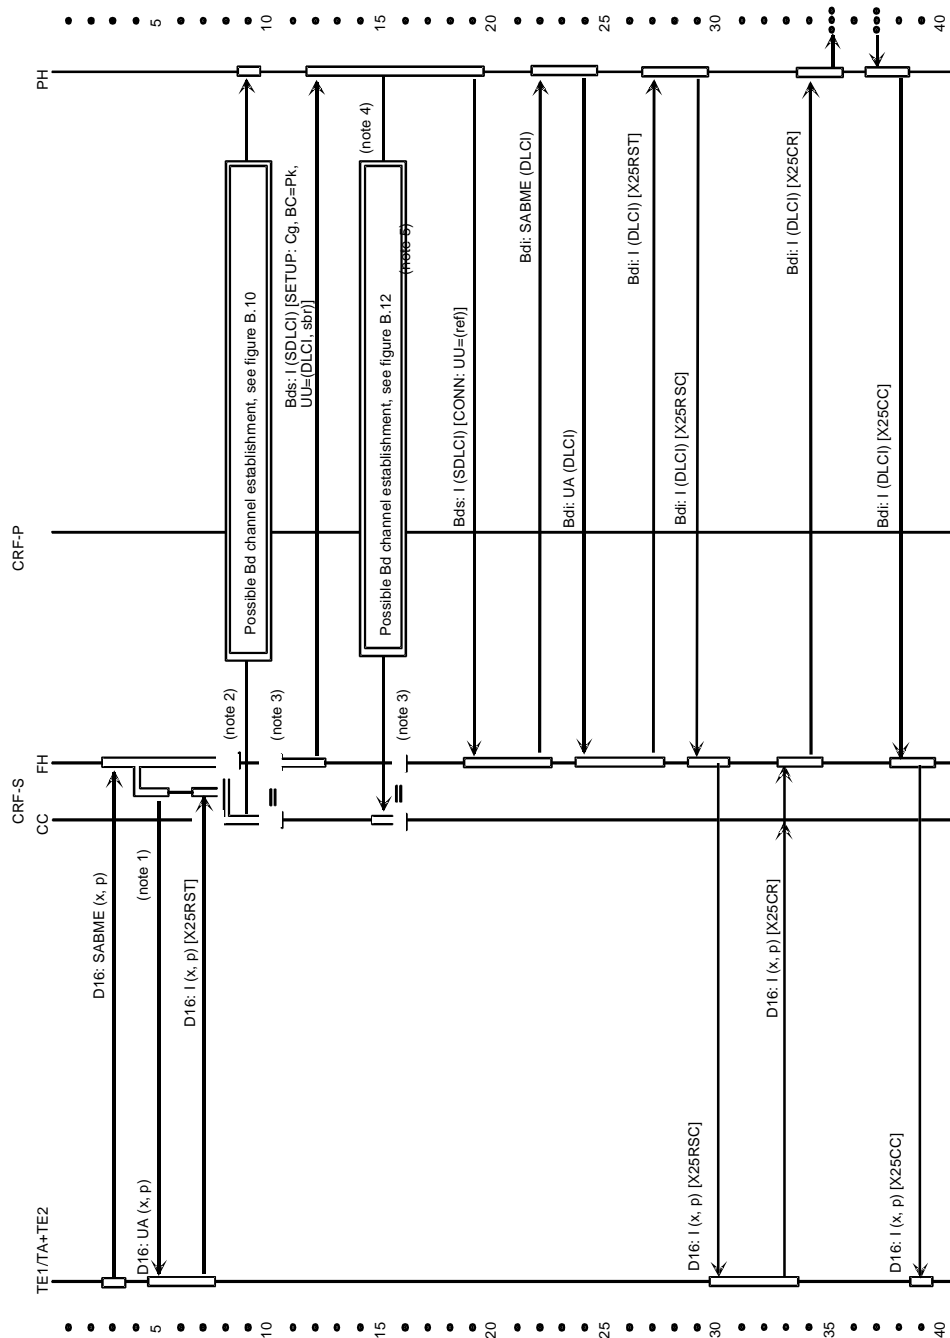 TE1/TA+TE2
CRF-S
CC
FH
CRF-P
PH
5
10
15
20
25
30
35
40
5
10
15
20
25
30
35
40
D16: SABME (x, p)
D16: UA (x, p)
(note 1)
D16: I (x, p) [X25RST]
(note 2)
Possible Bd channel establishment, see figure B.10
(note 3)
Bds: I (SDLCI) [SETUP: Cg, BC=Pk,
UU=(DLCI, sbr)]
(note 4)
Possible Bd channel establishment, see figure B.12
(note 5)
(note 3)
Bds: I (SDLCI) [CONN: UU=(ref)]
Bdi: SABME (DLCI)
Bdi: UA (DLCI)
Bdi: I (DLCI) [X25RST]
Bdi: I (DLCI) [X25RSC]
D16: I (x, p) [X25RSC]
D16: I (x, p) [X25CR]
Bdi: I (DLCI) [X25CR]
Bdi: I (DLCI) [X25CC]
D16: I (x, p) [X25CC]